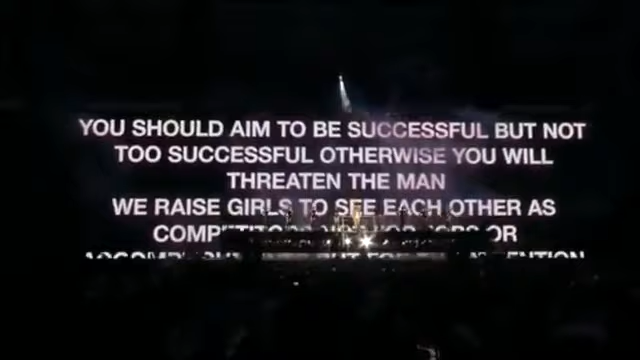 YOU SHOULD AIM TO BE SUCCESSFUL BUT NOT
TOO SUCCESSFUL OTHERWISE YOU WILL
THREATEN THE MAN
WE RAISE GIRLS TO SEE EACH OTHER AS
OR